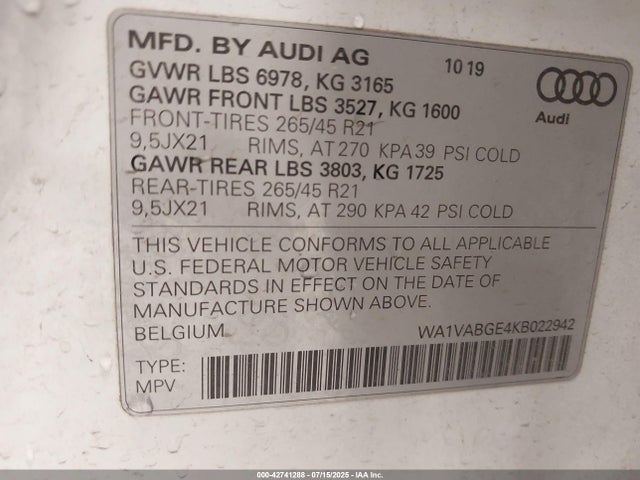 MFD. BY AUDI AG 10 19
GVWR LBS 6978, KG 3165
GAWR FRONT LBS 3527, KG 1600
Audi
FRONT-TIRES 265/45 R21
9,5JX21 RIMS, AT 270 KPA 39 PSI COLD
GAWR REAR LBS 3803, KG 1725
REAR-TIRES 265/45 R21
9,5JX21 RIMS, AT 290 KPA 42 PSI COLD
THIS VEHICLE CONFORMS TO ALL APPLICABLE
U.S. FEDERAL MOTOR VEHICLE SAFETY
STANDARDS IN EFFECT ON THE DATE OF
MANUFACTURE SHOWN ABOVE.
BELGIUM WA1VABGE4KB022942
TYPE:
MPV
000-42741288 - 07/15/2025 - IAA Inc.